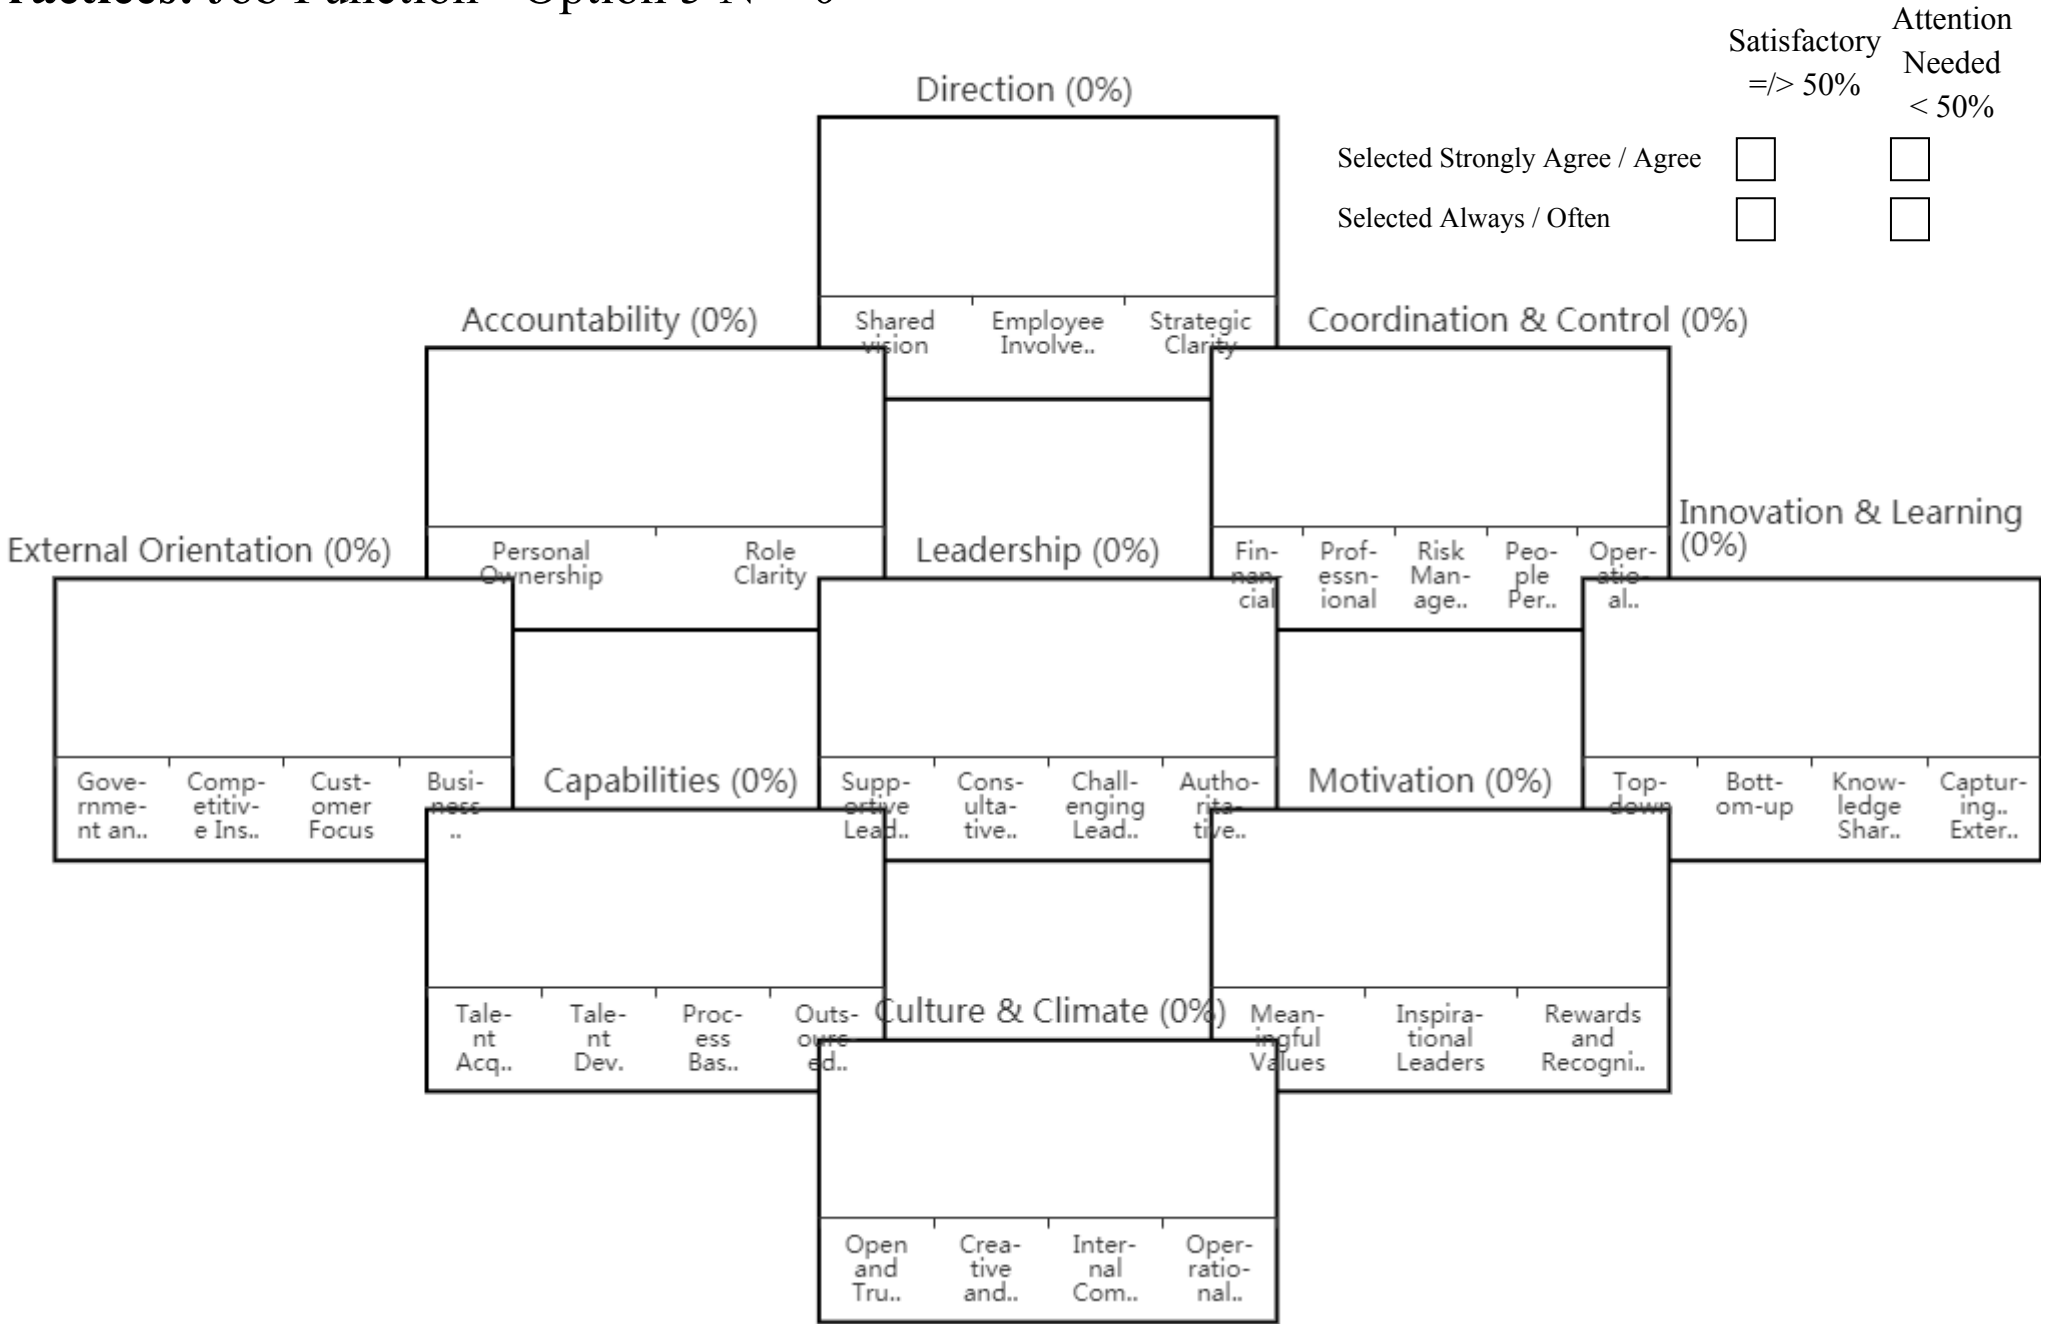 Practices: Job Function - Option 5 N = 0
Satisfactory
=/> 50%
Attention
Needed
< 50%
Selected Strongly Agree / Agree
Selected Always / Often
Direction (0%)
Shared
vision
Employee
Involve..
Strategic
Clarity
Accountability (0%)
Personal
Ownership
Role
Clarity
Coordination & Control (0%)
Fin-
nan-
cial
Prof-
essn-
ional
Risk
Man-
age..
Peo-
ple
Per..
Oper-
atio-
al..
External Orientation (0%)
Gove-
rnme-
nt an..
Comp-
etitiv-
e Ins..
Cust-
omer
Focus
Busi-
ness
..
Leadership (0%)
Supp-
ortive
Lead..
Cons-
ulta-
tive..
Chall-
enging
Lead..
Autho-
rita-
tive..
Innovation & Learning
(0%)
Top-
down
Bott-
om-up
Know-
ledge
Shar..
Captur-
ing..
Exter..
Capabilities (0%)
Tale-
nt
Acq..
Tale-
nt
Dev.
Proc-
ess
Bas..
Outs-
ourc-
ed..
Motivation (0%)
Mean-
ingful
Values
Inspira-
tional
Leaders
Rewards
and
Recogni..
Culture & Climate (0%)
Open
and
Tru..
Crea-
tive
and..
Inter-
nal
Com..
Oper-
ratio-
nal..